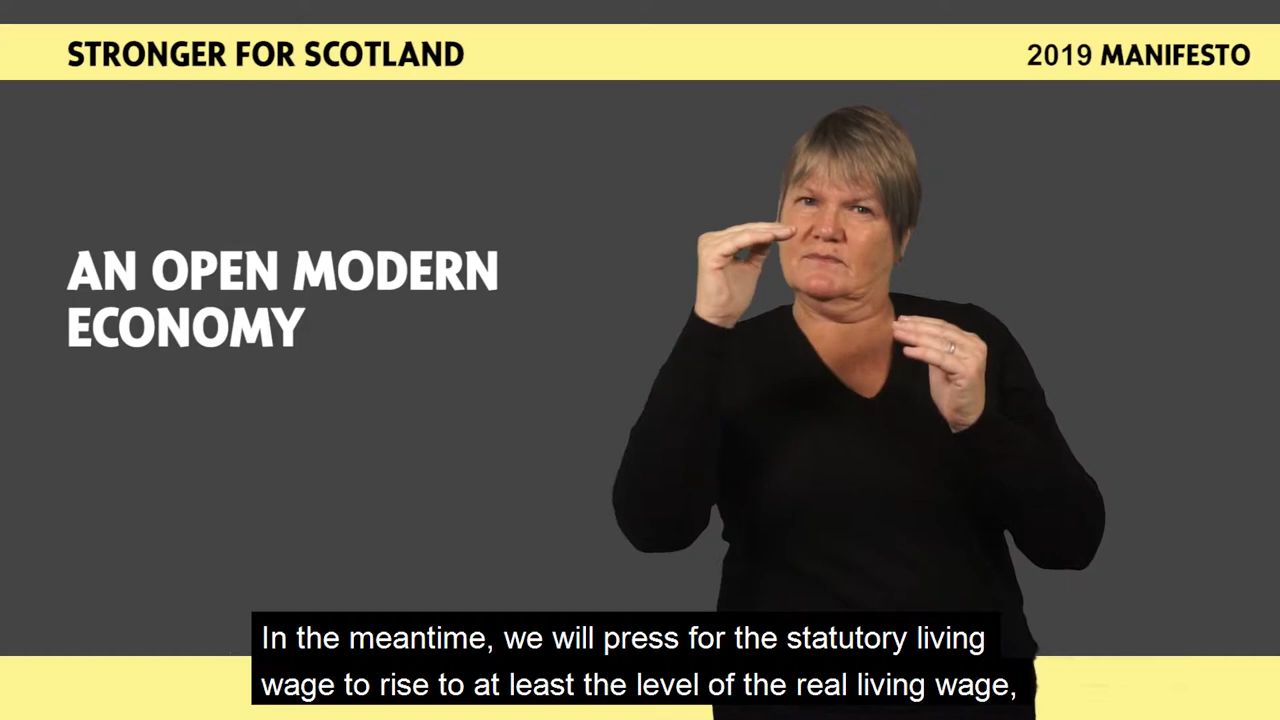 STRONGER FOR SCOTLAND
2019 MANIFESTO
AN OPEN MODERN
ECONOMY
In the meantime, we will press for the statutory living
wage to rise to at least the level of the real living wage,